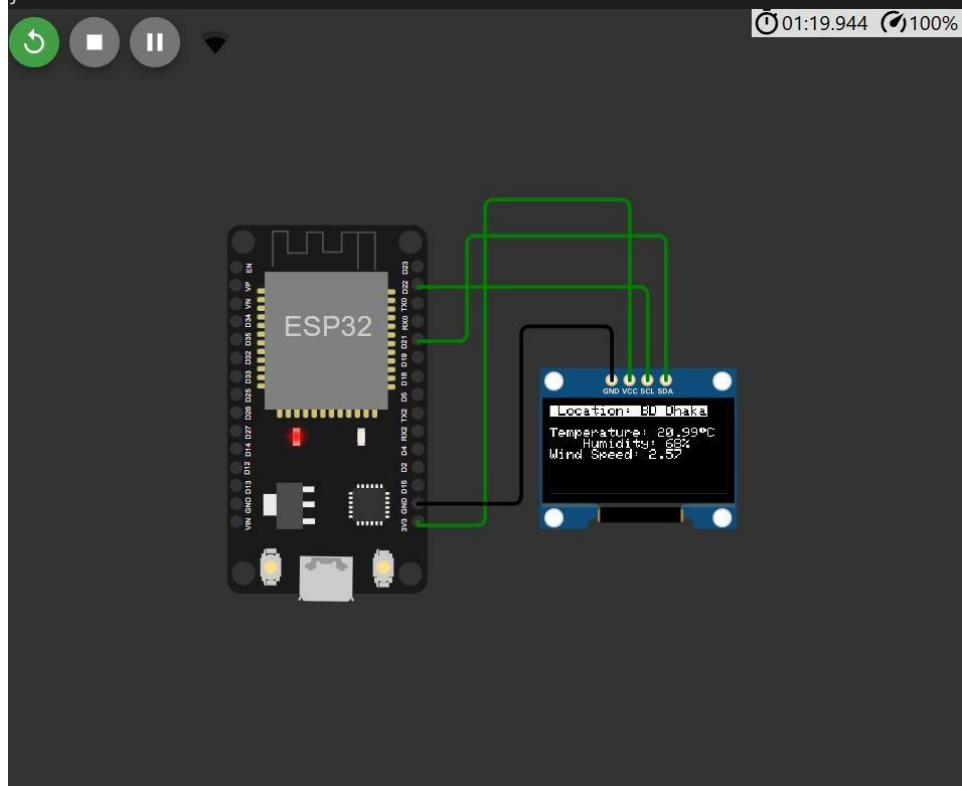 01:19.944 100%
ESP32
EN
VP
VN
D34
D35
D32
D33
D25
D26
D27
D14
D12
D13
GND
VIN
D23
D22
TX0
RX0
D21
D19
D18
D5
TX2
RX2
D4
D2
D15
GND
3V3
GND VCC SCL SDA
Location: BD Dhaka
Temperature: 20.99°C
Humidity: 68%
Wind Speed: 2.57